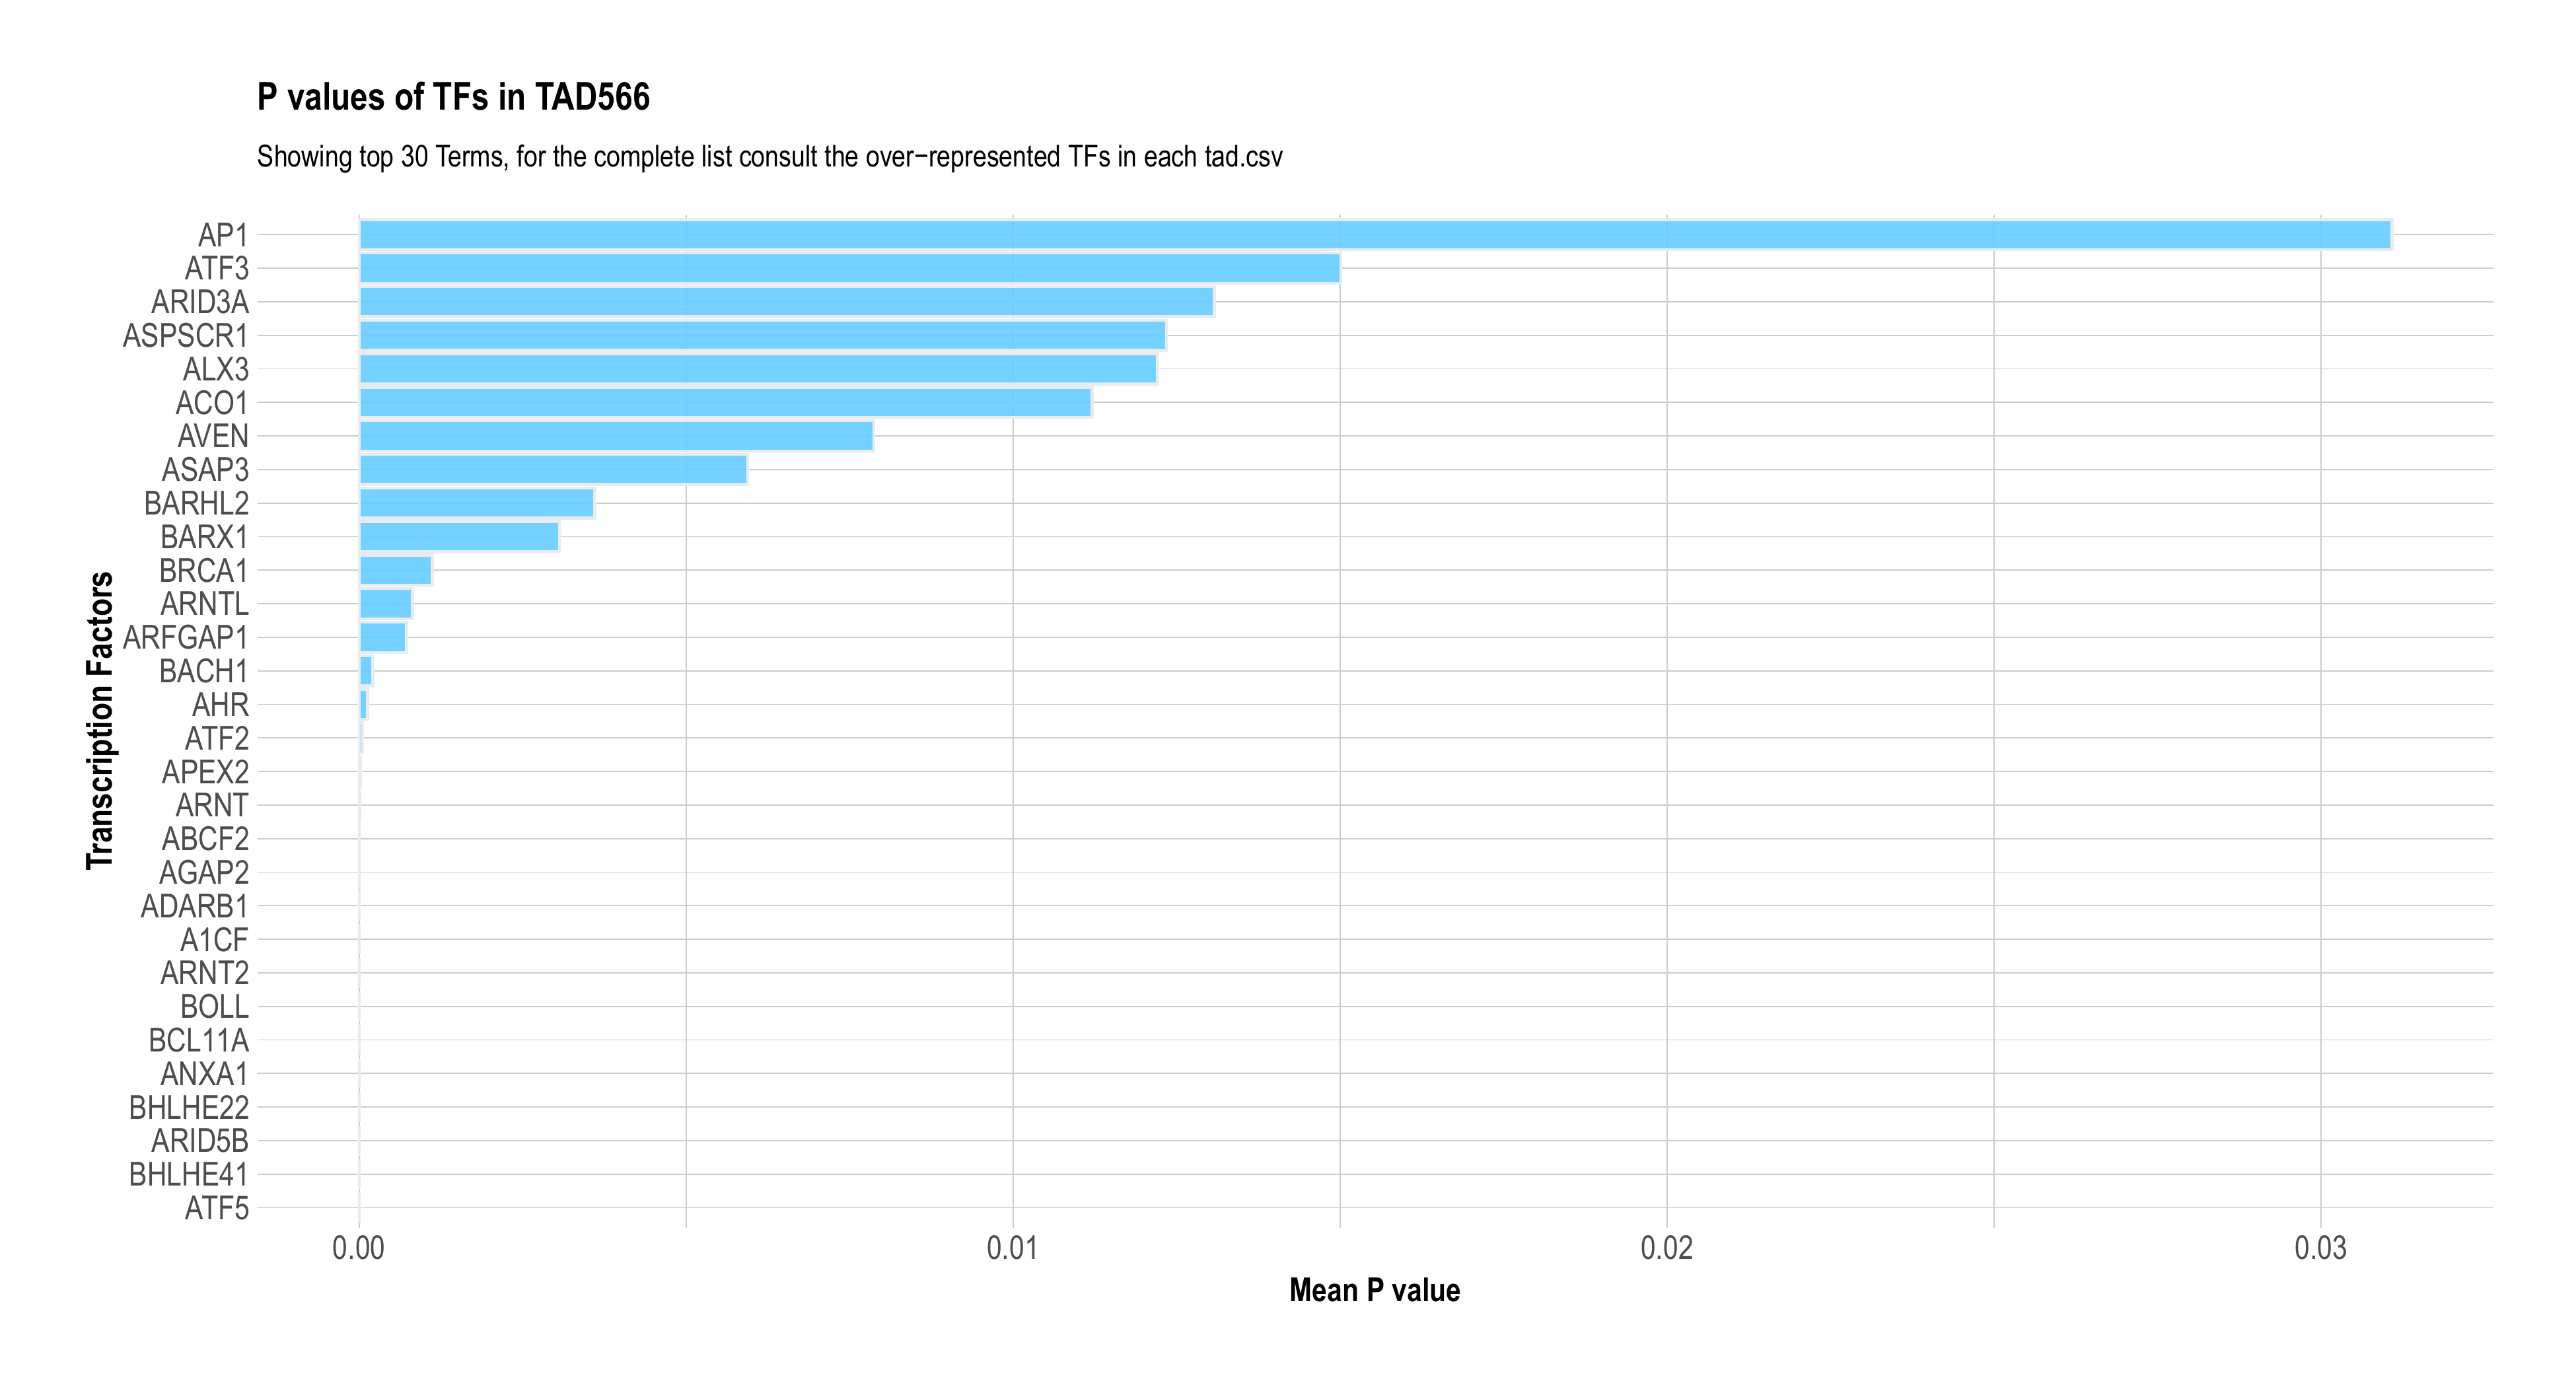 P values of TFs in TAD566
Showing top 30 Terms, for the complete list consult the over−represented TFs in each tad.csv
Transcription Factors
AP1
ATF3
ARID3A
ASPSCR1
ALX3
ACO1
AVEN
ASAP3
BARHL2
BARX1
BRCA1
ARNTL
ARFGAP1
BACH1
AHR
ATF2
APEX2
ARNT
ABCF2
AGAP2
ADARB1
A1CF
ARNT2
BOLL
BCL11A
ANXA1
BHLHE22
ARID5B
BHLHE41
ATF5
0.00 0.01 0.02 0.03
Mean P value